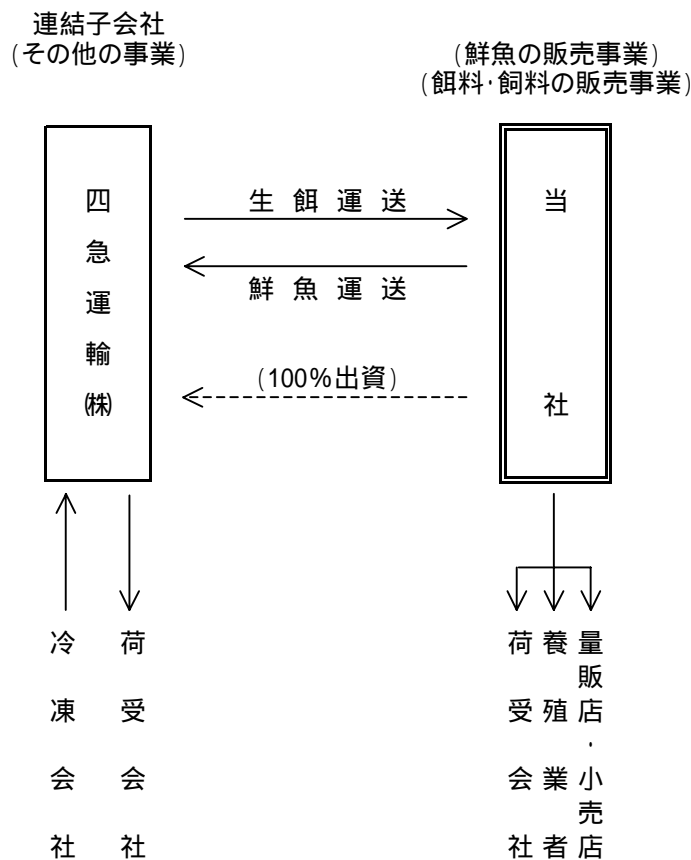 連結子会社
(その他の事業)
(鮮魚の販売事業)
(餌料・飼料の販売事業)
四急運輸㈱
生餌運送
鮮魚運送
(100%出資)
当社
冷凍会社
荷受会社
荷受会社
養殖業者
量販店・小売店